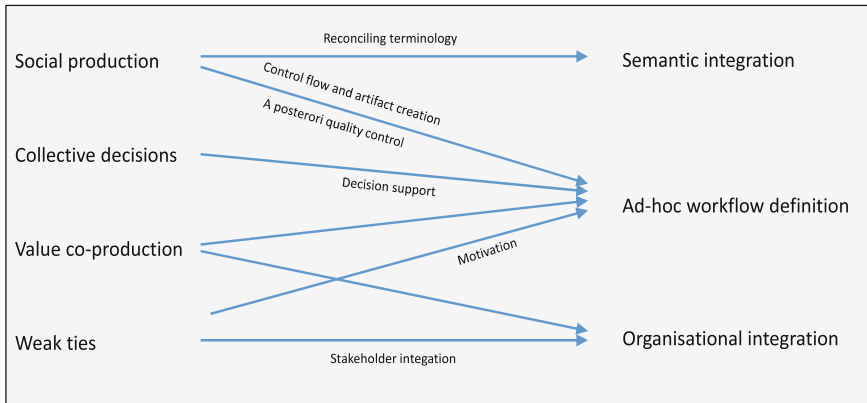 Reconciling terminology
Social production
Semantic integration
Control flow and artifact creation
A posterori quality control
Collective decisions
Decision support
Ad-hoc workflow definition
Value co-production
Motivation
Weak ties
Organisational integration
Stakeholder integation